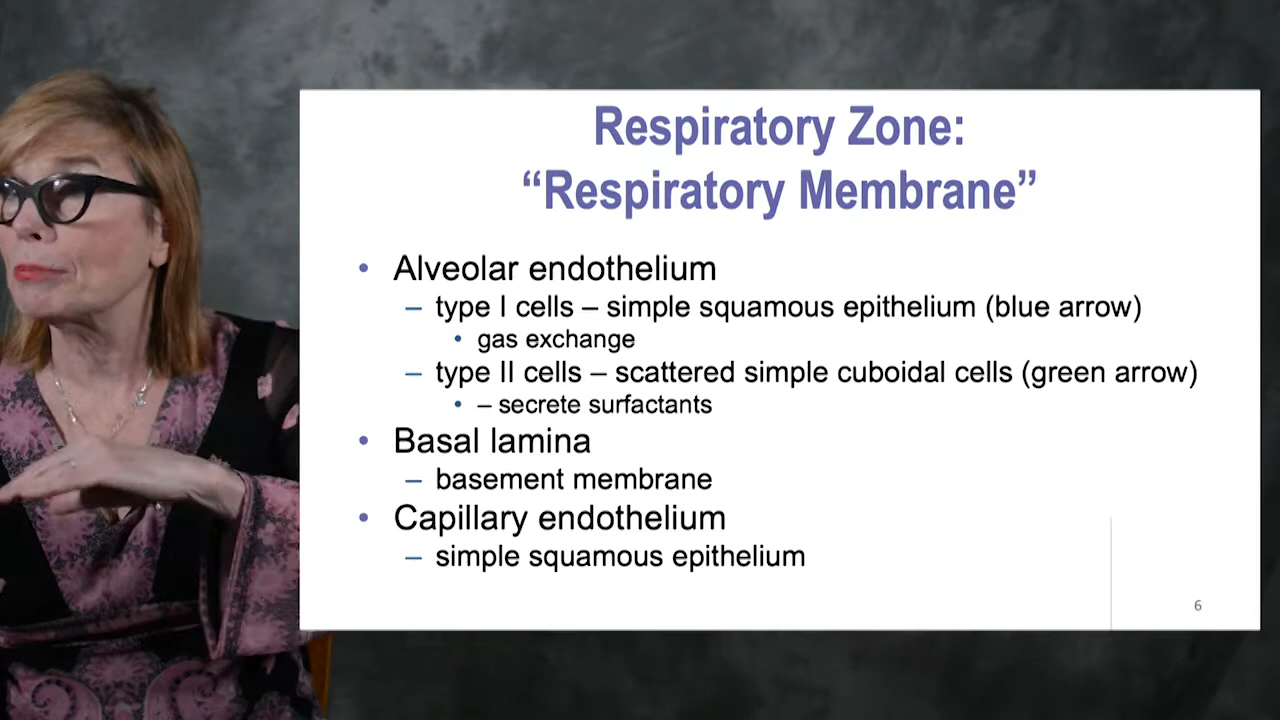 Respiratory Zone:
“Respiratory Membrane”
• Alveolar endothelium
– type I cells – simple squamous epithelium (blue arrow)
• gas exchange
– type II cells – scattered simple cuboidal cells (green arrow)
• – secrete surfactants
• Basal lamina
– basement membrane
• Capillary endothelium
– simple squamous epithelium
6